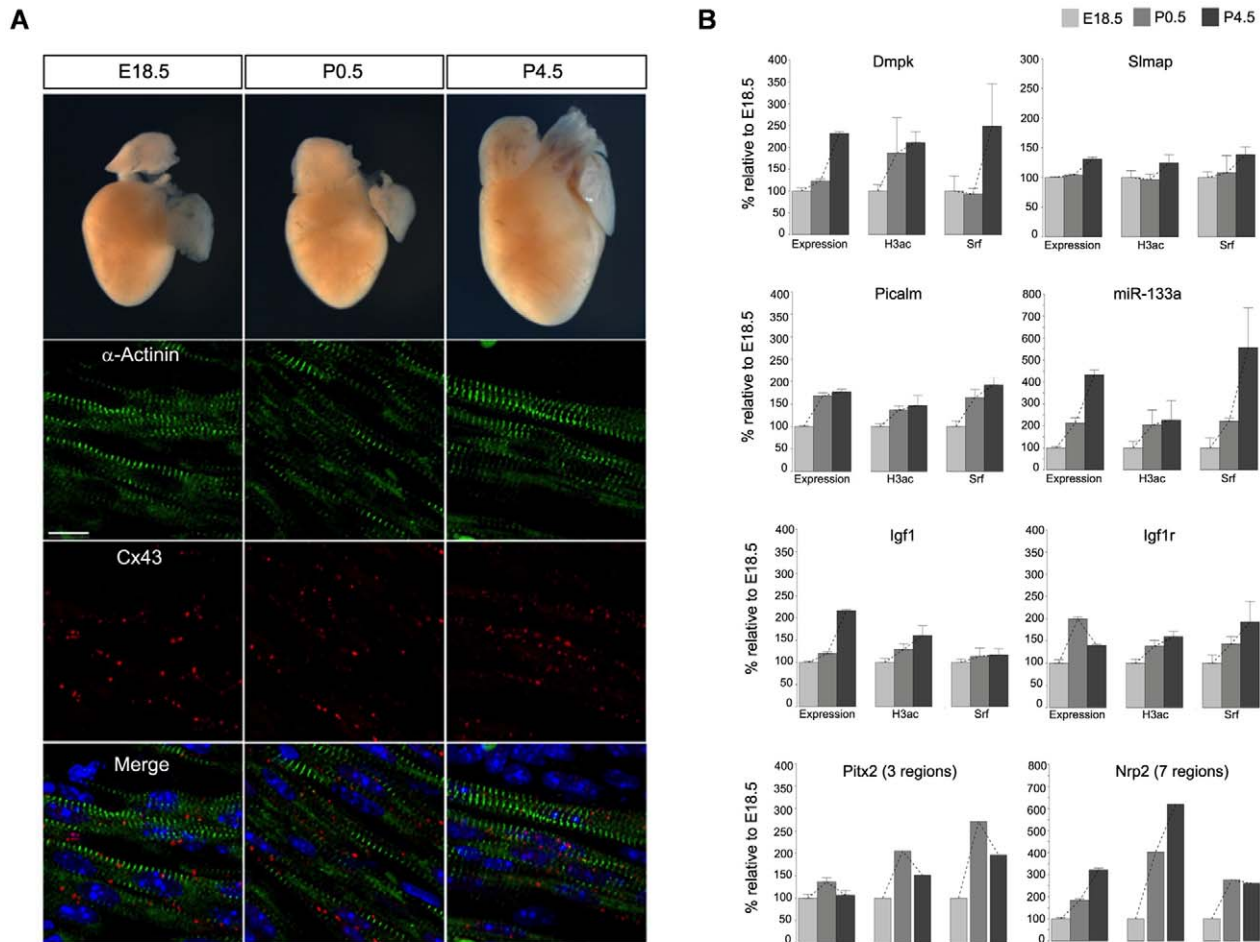 A
E18.5 P0.5 P4.5
α-Actinin
Cx43
Merge
B
E18.5 P0.5 P4.5
Dmpk
% relative to E18.5
400
350
300
250
200
150
100
50
0
Expression H3ac Srf
Slmap
300
250
200
150
100
50
0
Expression H3ac Srf
Picalm
% relative to E18.5
400
350
300
250
200
150
100
50
0
Expression H3ac Srf
miR-133a
800
700
600
500
400
300
200
100
0
Expression H3ac Srf
Igf1
% relative to E18.5
400
350
300
250
200
150
100
50
0
Expression H3ac Srf
Igf1r
400
350
300
250
200
150
100
50
0
Expression H3ac Srf
Pitx2 (3 regions)
% relative to E18.5
400
350
300
250
200
150
100
50
0
Nrp2 (7 regions)
800
700
600
500
400
300
200
100
0